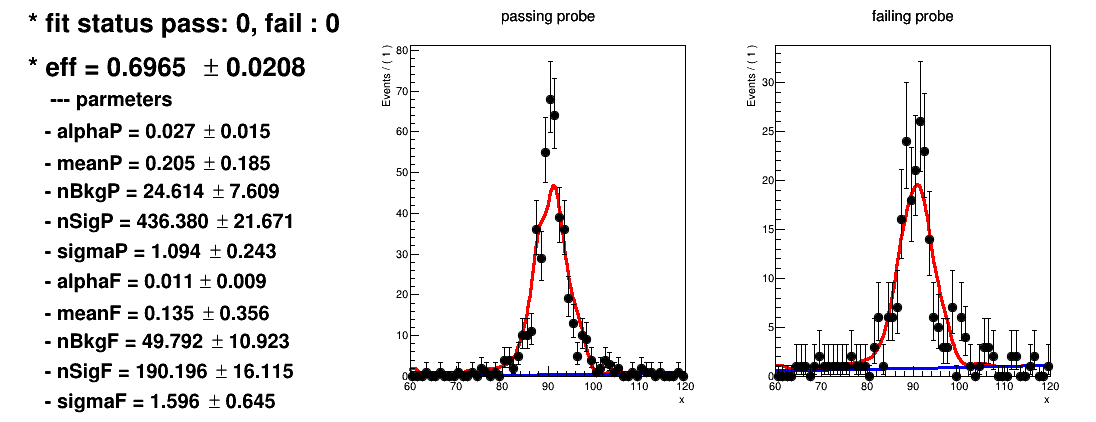 * fit status pass: 0, fail : 0
* eff = 0.6965 ± 0.0208
--- parmeters
- alphaP = 0.027 ± 0.015
- meanP = 0.205 ± 0.185
- nBkgP = 24.614 ± 7.609
- nSigP = 436.380 ± 21.671
- sigmaP = 1.094 ± 0.243
- alphaF = 0.011 ± 0.009
- meanF = 0.135 ± 0.356
- nBkgF = 49.792 ± 10.923
- nSigF = 190.196 ± 16.115
- sigmaF = 1.596 ± 0.645
passing probe
Events / ( 1 )
80
70
60
50
40
30
20
10
0
60 70 80 90 100 110 120
x
failing probe
Events / ( 1 )
30
25
20
15
10
5
0
60 70 80 90 100 110 120
x